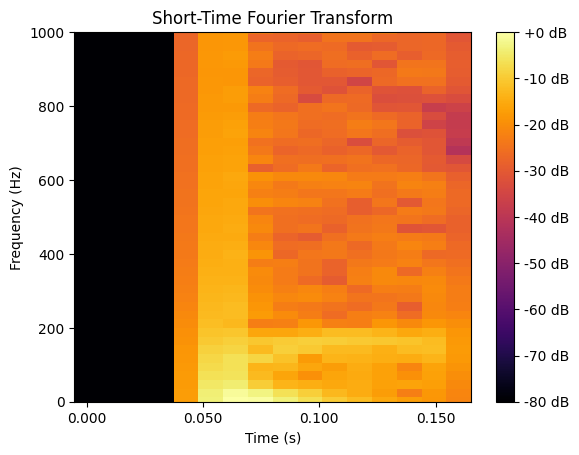 Short-Time Fourier Transform
1000
800
600
400
200
0
Frequency (Hz)
0.000
0.050
0.100
0.150
Time (s)
+0 dB
-10 dB
-20 dB
-30 dB
-40 dB
-50 dB
-60 dB
-70 dB
-80 dB